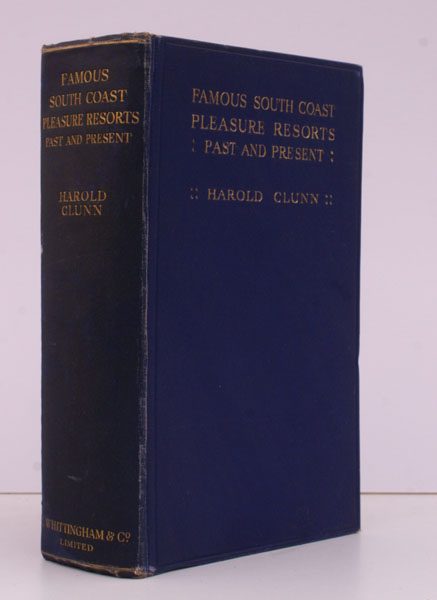 FAMOUS
SOUTH COAST
PLEASURE RESORTS
PAST AND PRESENT
HAROLD
CLUNN
WHITTINGHAM & Co
LIMITED
FAMOUS SOUTH COAST
PLEASURE RESORTS
: PAST AND PRESENT :
:: HAROLD CLUNN ::